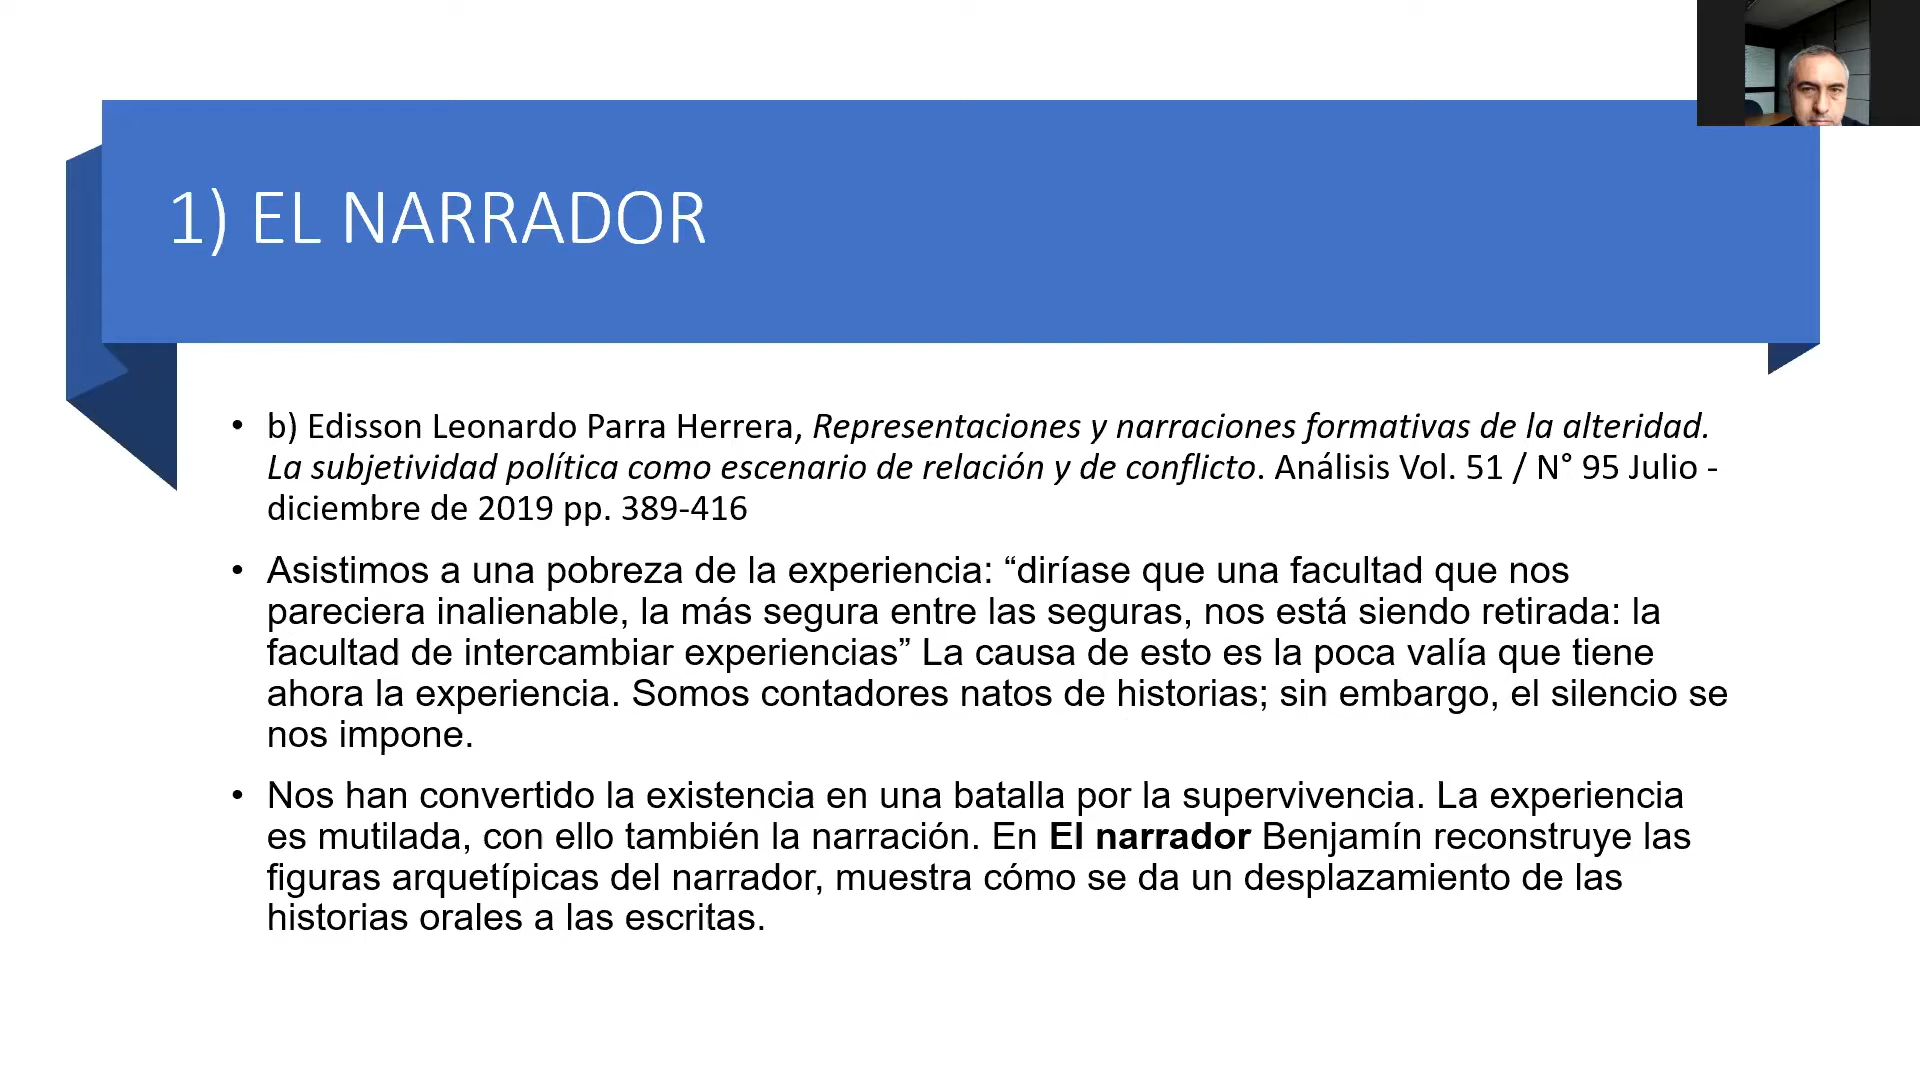 1) EL NARRADOR
• b) Edisson Leonardo Parra Herrera, Representaciones y narraciones formativas de la alteridad.
La subjetividad política como escenario de relación y de conflicto. Análisis Vol. 51 / N° 95 Julio -
diciembre de 2019 pp. 389-416
• Asistimos a una pobreza de la experiencia: “diríase que una facultad que nos
pareciera inalienable, la más segura entre las seguras, nos está siendo retirada: la
facultad de intercambiar experiencias” La causa de esto es la poca valía que tiene
ahora la experiencia. Somos contadores natos de historias; sin embargo, el silencio se
nos impone.
• Nos han convertido la existencia en una batalla por la supervivencia. La experiencia
es mutilada, con ello también la narración. En El narrador Benjamín reconstruye las
figuras arquetípicas del narrador, muestra cómo se da un desplazamiento de las
historias orales a las escritas.